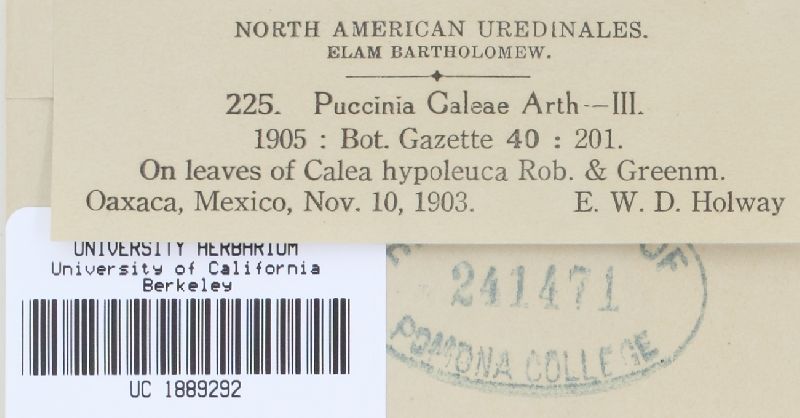 NORTH AMERICAN UREDINALES.
ELAM BARTHOLOMEW.
225. Puccinia Caleae Arth—III.
1905 : Bot. Gazette 40 : 201.
On leaves of Calea hypoleuca Rob. & Greenm.
Oaxaca, Mexico, Nov. 10, 1903. E. W. D. Holway
UNIVERSITY HERBARIUM
University of California
Berkeley
UC 1889292
OF
241471
POMONA COLLEGE